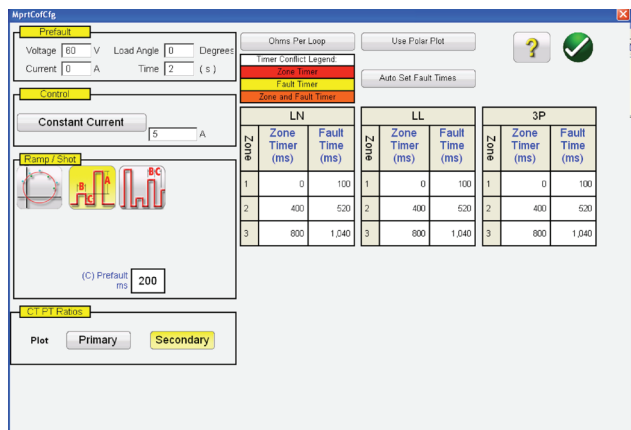 MprtCofCfg
Prefault
Voltage 60 V Load Angle 0 Degrees
Current 0 A Time 2 ( s )
Control
Constant Current
5 A
Ramp / Shot
B C A
B C
(C) Prefault ms 200
CT PT Ratios
Plot Primary Secondary
Ohms Per Loop
Use Polar Plot
?
Timer Conflict Legend:
Zone Timer
Fault Timer
Zone and Fault Timer
Auto Set Fault Times
LN LL 3P
Zone Zone Timer (ms) Fault Time (ms) Zone Zone Timer (ms) Fault Time (ms) Zone Zone Timer (ms) Fault Time (ms)
1 0 100 1 0 100 1 0 100
2 400 520 2 400 520 2 400 520
3 800 1,040 3 800 1,040 3 800 1,040